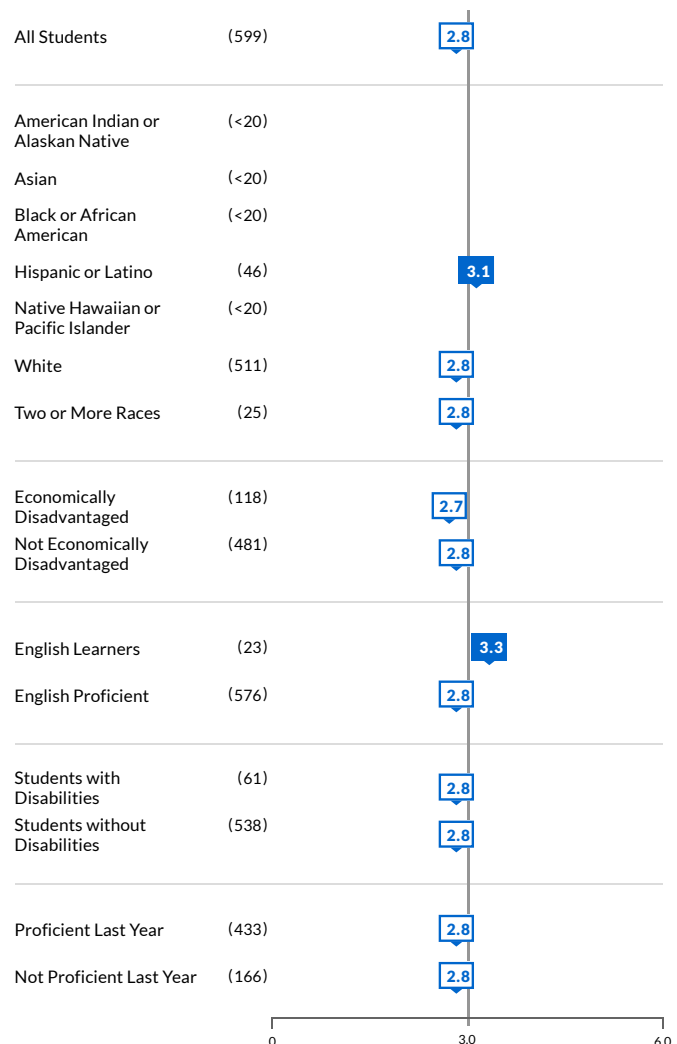 All Students (599) 2.8
American Indian or (<20)
Alaskan Native
Asian (<20)
Black or African (<20)
American
Hispanic or Latino (46) 3.1
Native Hawaiian or (<20)
Pacific Islander
White (511) 2.8
Two or More Races (25) 2.8
Economically (118) 2.7
Disadvantaged
Not Economically (481) 2.8
Disadvantaged
English Learners (23) 3.3
English Proficient (576) 2.8
Students with (61) 2.8
Disabilities
Students without (538) 2.8
Disabilities
Proficient Last Year (433) 2.8
Not Proficient Last Year (166) 2.8
0 3.0 6.0